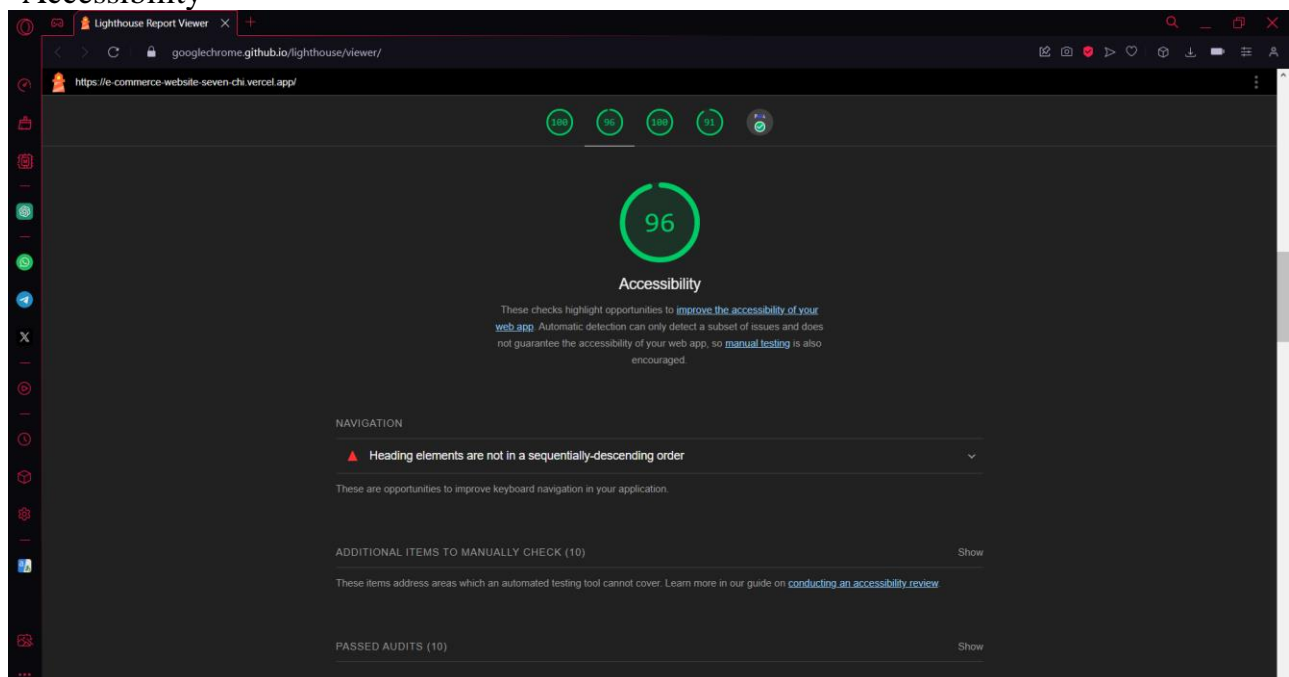 Accessibility
Lighthouse Report Viewer
googlechrome.github.io/lighthouse/viewer/
https://e-commerce-website-seven-chi.vercel.app/
100 96 100 91
96
Accessibility
These checks highlight opportunities to improve the accessibility of your
web app. Automatic detection can only detect a subset of issues and does
not guarantee the accessibility of your web app, so manual testing is also
encouraged.
NAVIGATION
Heading elements are not in a sequentially-descending order
These are opportunities to improve keyboard navigation in your application.
ADDITIONAL ITEMS TO MANUALLY CHECK (10) Show
These items address areas which an automated testing tool cannot cover. Learn more in our guide on conducting an accessibility review.
PASSED AUDITS (10) Show